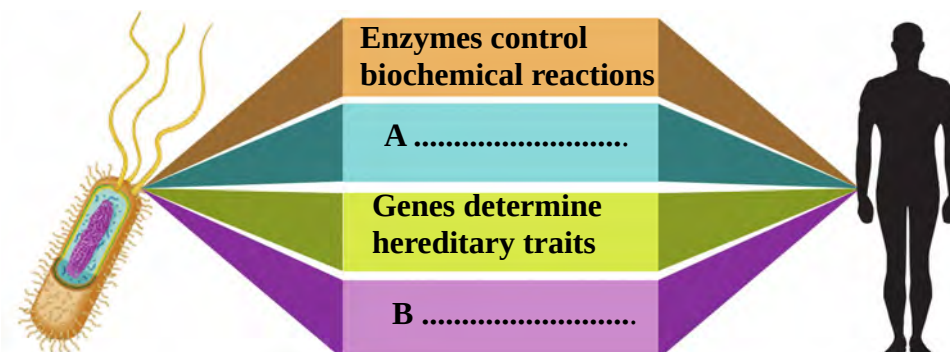 Enzymes control
biochemical reactions
A ............................
Genes determine
hereditary traits
B ............................